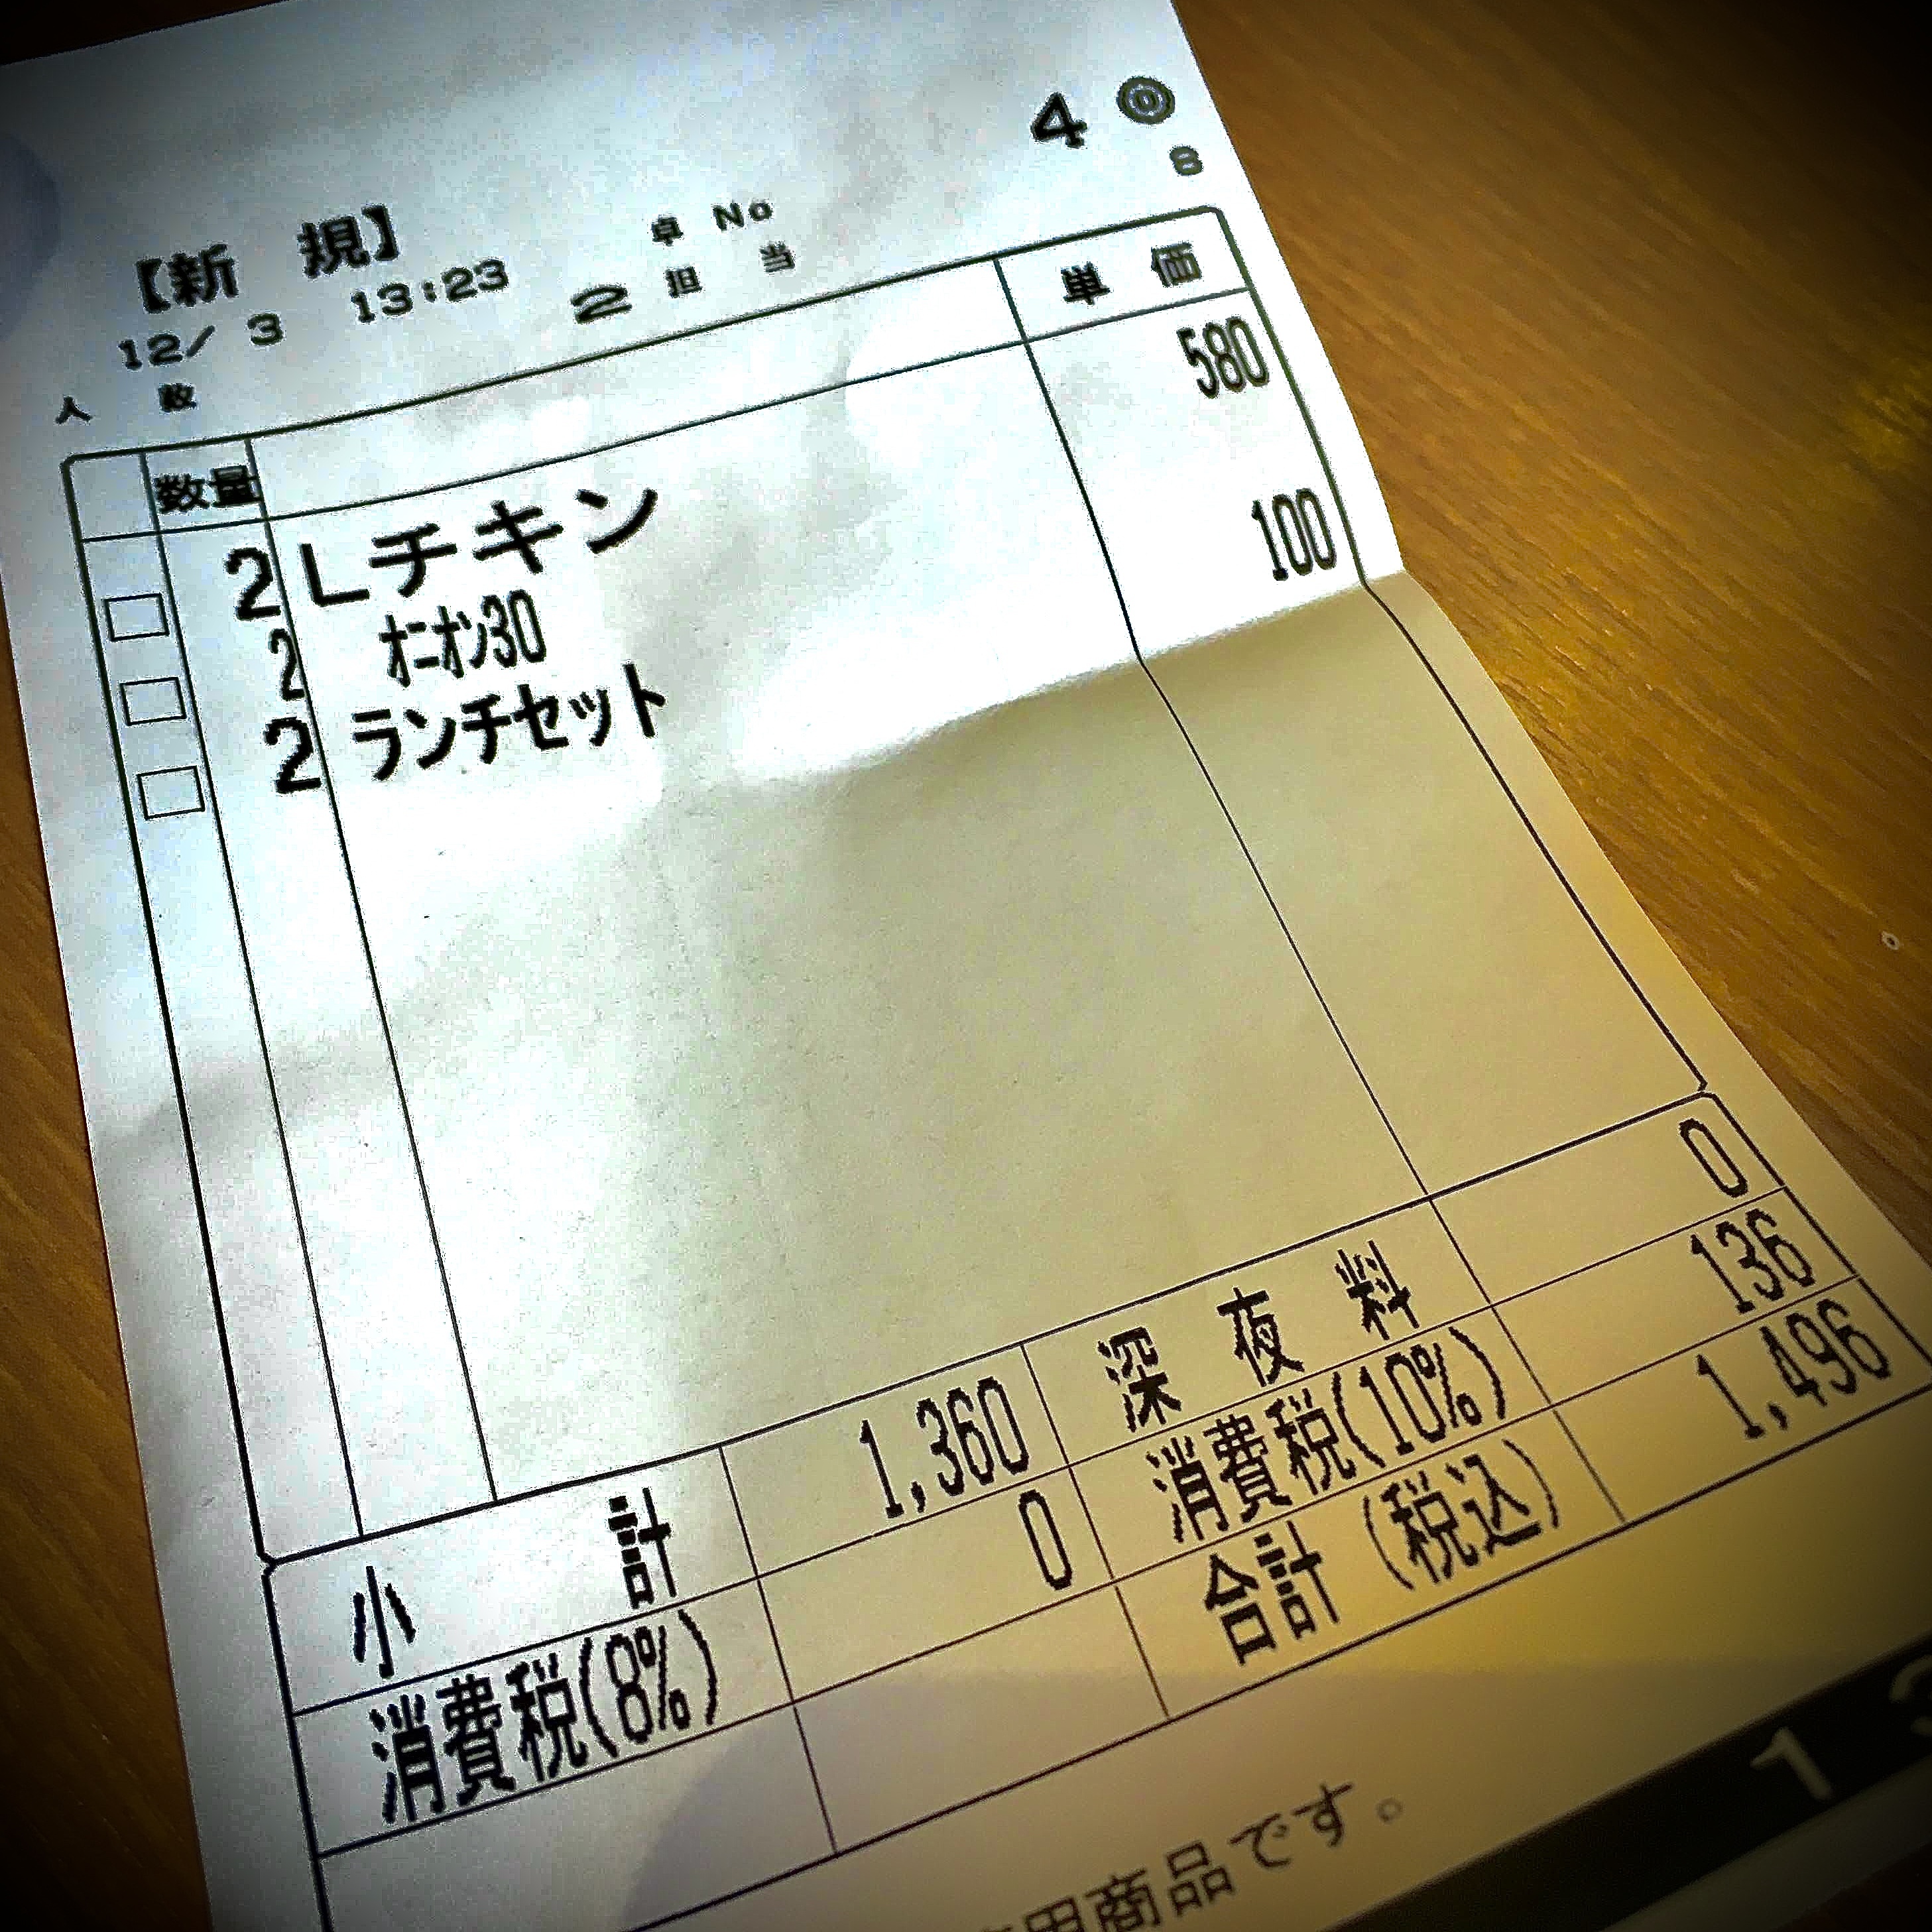 4 ◎
【新 規】 卓 No 8
12/ 3 13:23 担 当
人 数 2
数量 単 価
2 Lチキン 580
2 ｵﾆｵﾝ30
2 ランチセット 100
小 計 1,360 深 夜 料 0
消費税(8%) 0 消費税(10%) 136
合計 (税込) 1,496
用商品です。
1